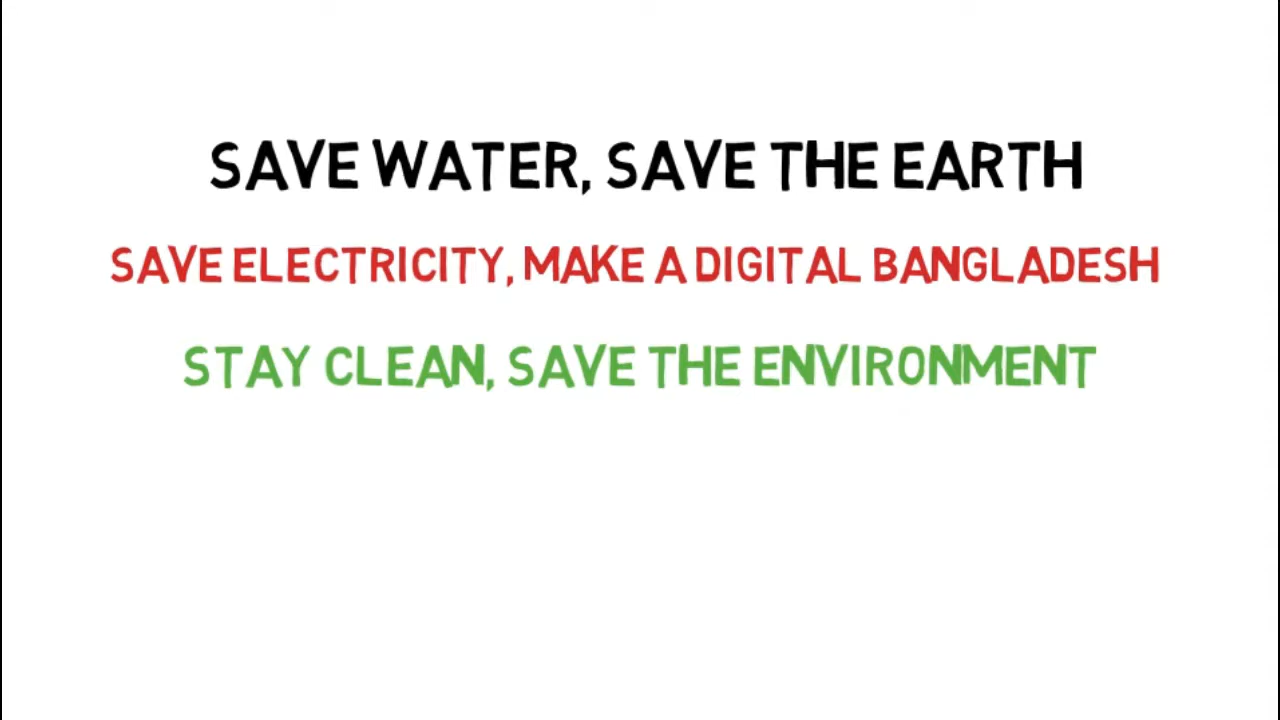 SAVE WATER, SAVE THE EARTH
SAVE ELECTRICITY, MAKE A DIGITAL BANGLADESH
STAY CLEAN, SAVE THE ENVIRONMENT